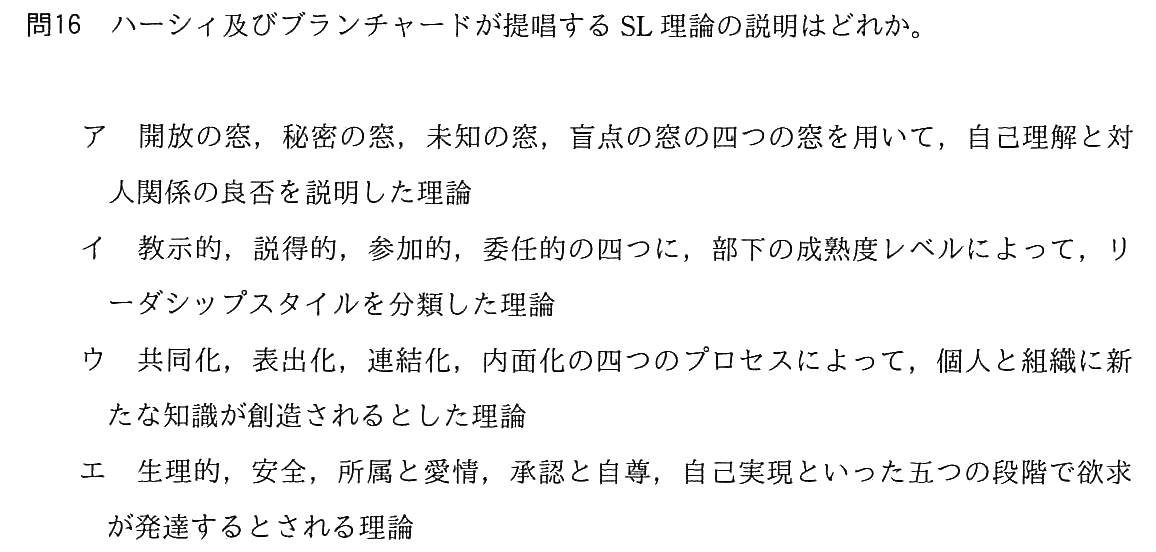 問16 ハーシィ及びブランチャードが提唱する SL 理論の説明はどれか。
ア 開放の窓，秘密の窓，未知の窓，盲点の窓の四つの窓を用いて，自己理解と対
人関係の良否を説明した理論
イ 教示的，説得的，参加的，委任的の四つに，部下の成熟度レベルによって，リ
ーダシップスタイルを分類した理論
ウ 共同化，表出化，連結化，内面化の四つのプロセスによって，個人と組織に新
たな知識が創造されるとした理論
エ 生理的，安全，所属と愛情，承認と自尊，自己実現といった五つの段階で欲求
が発達するとされる理論